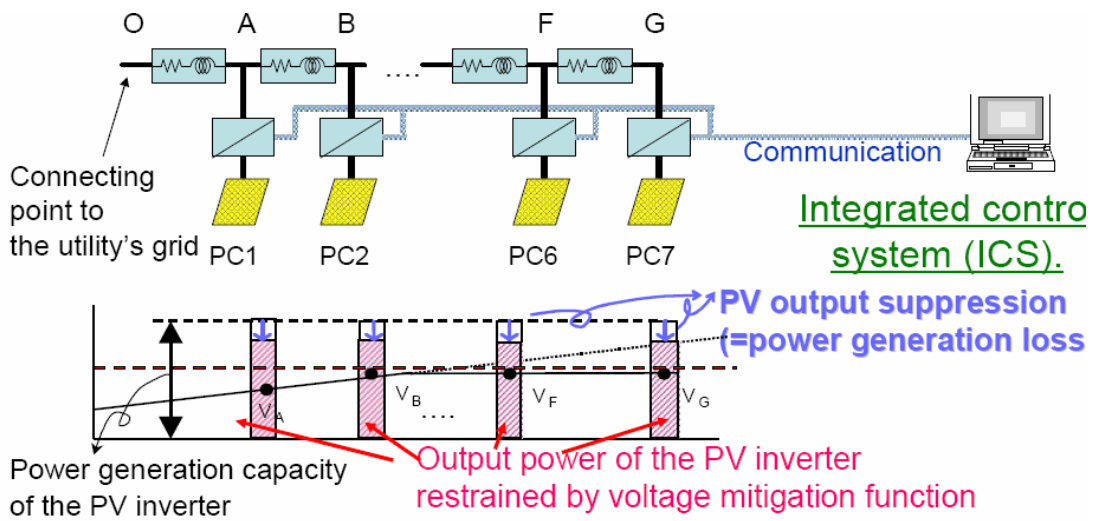 O A B F G
....
Communication
Connecting
point to
the utility's grid
PC1 PC2 PC6 PC7
Integrated contro
system (ICS).
PV output suppression
(=power generation loss
V A V B .... V F V G
Power generation capacity
of the PV inverter
Output power of the PV inverter
restrained by voltage mitigation function